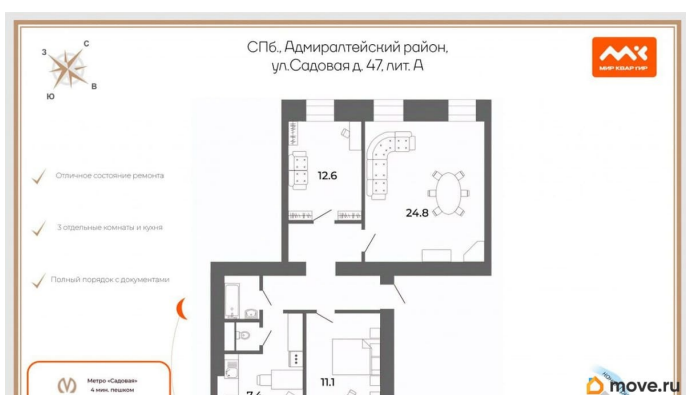 СПб., Адмиралтейский район,
ул.Садовая д. 47, лит. А
С
З
В
Ю
МИР КВАРТИР
Отличное состояние ремонта
3 отдельные комнаты и кухня
Полный порядок с документами
12.6
24.8
11.1
Метро «Садовая»
4 мин. пешком
move.ru